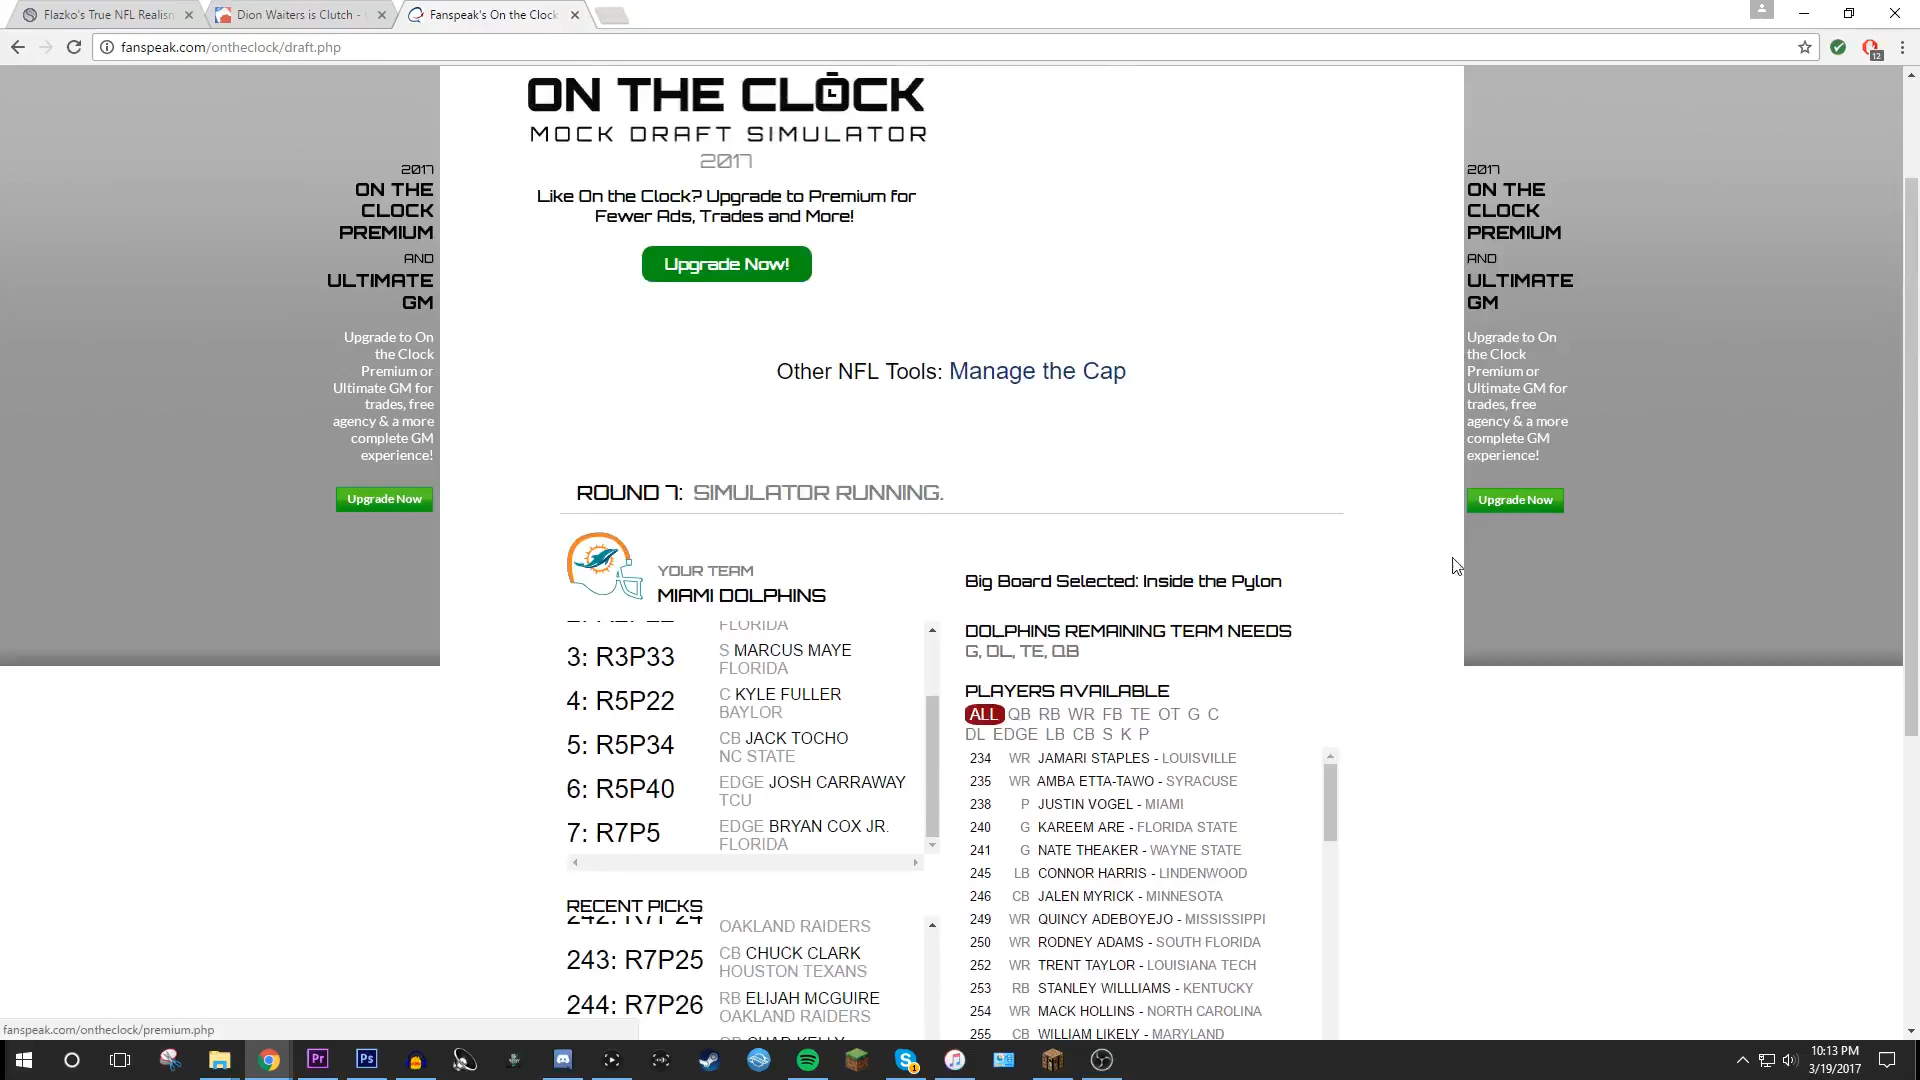 Flazko's True NFL Realism
Dion Waiters is Clutch -
Fanspeak's On the Clock
fanspeak.com/ontheclock/draft.php
12
ON THE CLOCK
MOCK DRAFT SIMULATOR
2017
Like On the Clock? Upgrade to Premium for
Fewer Ads, Trades and More!
Upgrade Now!
2017
ON THE
CLOCK
PREMIUM
AND
ULTIMATE
GM
Upgrade to On
the Clock
Premium or
Ultimate GM for
trades, free
agency & a more
complete GM
experience!
Upgrade Now
2017
ON THE
CLOCK
PREMIUM
AND
ULTIMATE
GM
Upgrade to On
the Clock
Premium or
Ultimate GM for
trades, free
agency & a more
complete GM
experience!
Upgrade Now
Other NFL Tools: Manage the Cap
ROUND 7: SIMULATOR RUNNING.
YOUR TEAM
MIAMI DOLPHINS
FLORIDA
3: R3P33 S MARCUS MAYE
FLORIDA
4: R5P22 C KYLE FULLER
BAYLOR
5: R5P34 CB JACK TOCHO
NC STATE
6: R5P40 EDGE JOSH CARRAWAY
TCU
7: R7P5 EDGE BRYAN COX JR.
FLORIDA
RECENT PICKS
242: R7P24 OAKLAND RAIDERS
243: R7P25 CB CHUCK CLARK
HOUSTON TEXANS
244: R7P26 RB ELIJAH MCGUIRE
OAKLAND RAIDERS
Big Board Selected: Inside the Pylon
DOLPHINS REMAINING TEAM NEEDS
G, DL, TE, QB
PLAYERS AVAILABLE
ALL QB RB WR FB TE OT G C
DL EDGE LB CB S K P
234 WR JAMARI STAPLES - LOUISVILLE
235 WR AMBA ETTA-TAWO - SYRACUSE
238 P JUSTIN VOGEL - MIAMI
240 G KAREEM ARE - FLORIDA STATE
241 G NATE THEAKER - WAYNE STATE
245 LB CONNOR HARRIS - LINDENWOOD
246 CB JALEN MYRICK - MINNESOTA
249 WR QUINCY ADEBOYEJO - MISSISSIPPI
250 WR RODNEY ADAMS - SOUTH FLORIDA
252 WR TRENT TAYLOR - LOUISIANA TECH
253 RB STANLEY WILLLIAMS - KENTUCKY
254 WR MACK HOLLINS - NORTH CAROLINA
255 CB WILLIAM LIKELY - MARYLAND
fanspeak.com/ontheclock/premium.php
Pr
Ps
1
10:13 PM
3/19/2017